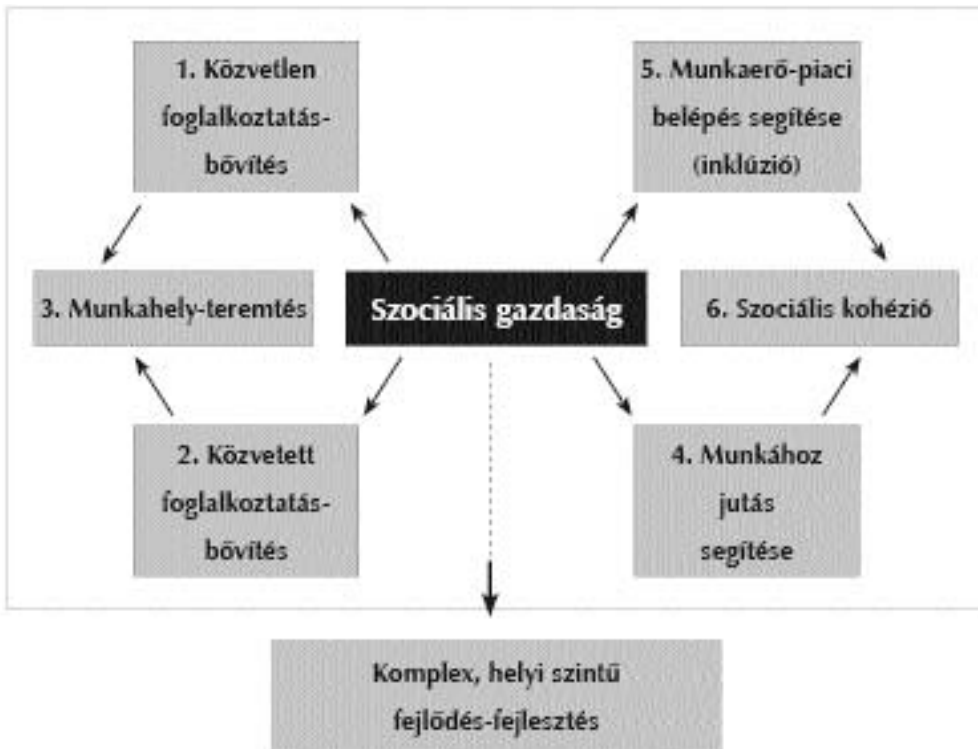 1. Közvetlen
foglalkoztatás-
bővítés
5. Munkaerő-piaci
belépés segítése
(inklúzió)
3. Munkahely-teremtés
Szociális gazdaság
6. Szociális kohézió
2. Közvetett
foglalkoztatás-
bővítés
4. Munkához
jutás
segítése
Komplex, helyi szintű
fejlődés-fejlesztés